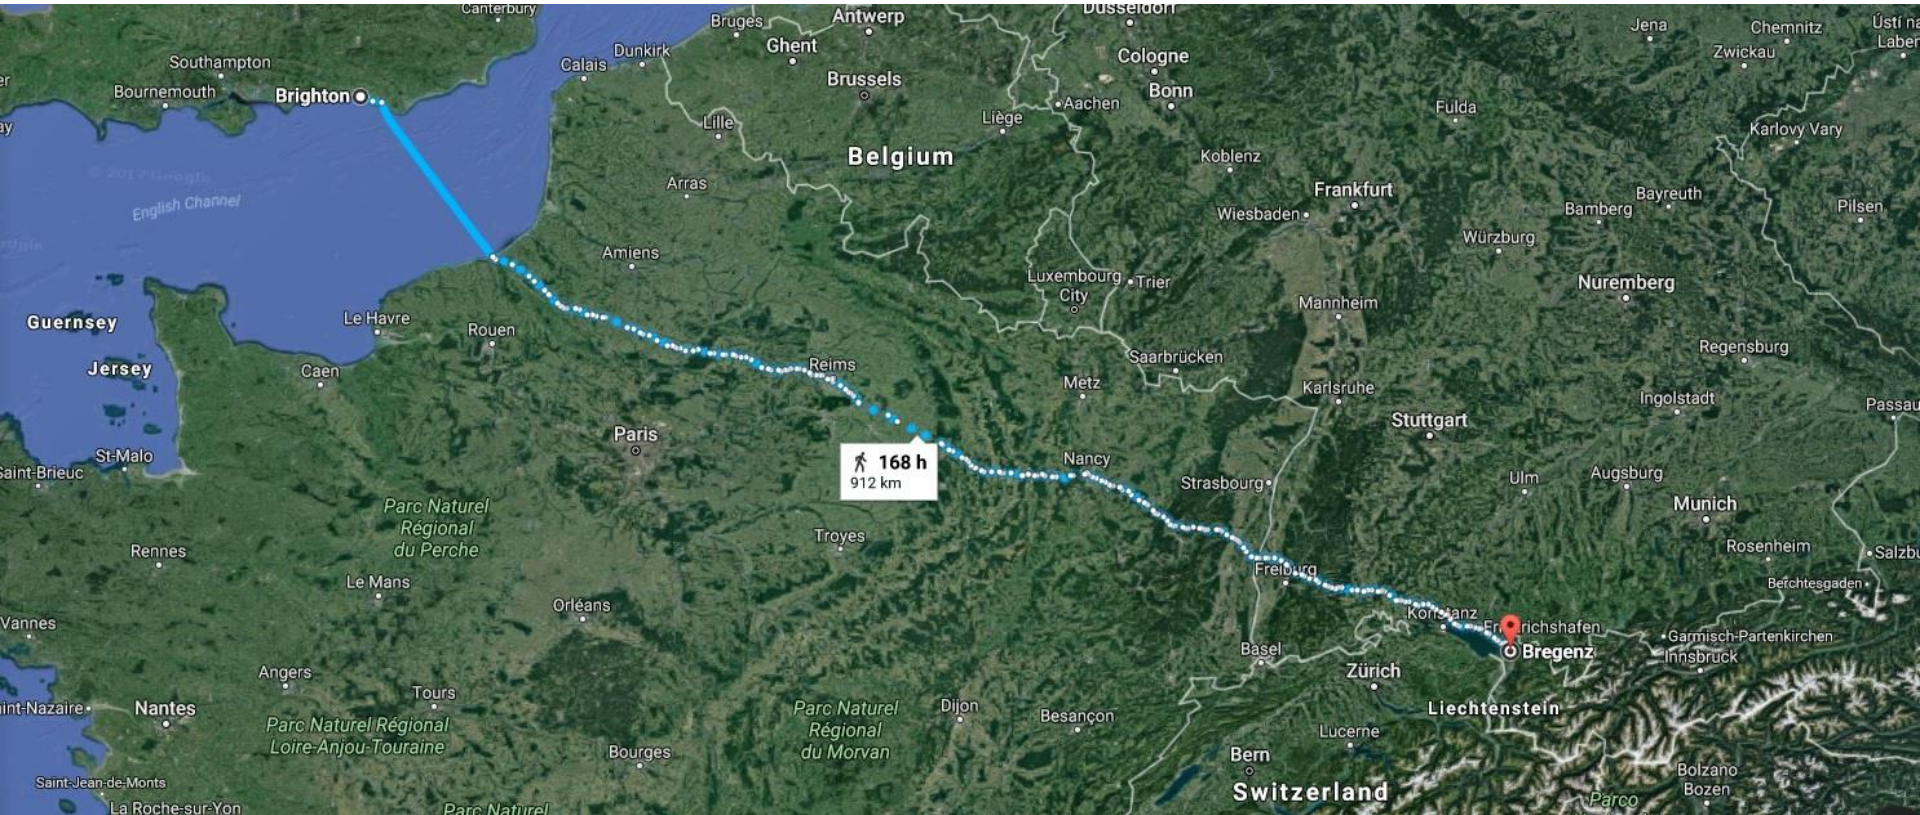 Canterbury
Bruges
Antwerp
Düsseldorf
Jena
Chemnitz
Ústí na
Laber
Zwickau
Southampton
Dunkirk
Calais
Ghent
Cologne
Bournemouth
Brighton
Brussels
Bonn
Aachen
Fulda
Lille
Liège
Karlovy Vary
Belgium
Koblenz
© 2017 Google
English Channel
Arras
Frankfurt
Wiesbaden
Bayreuth
Bamberg
Pilsen
Würzburg
Amiens
Luxembourg
City
Trier
Nuremberg
Guernsey
Le Havre
Rouen
Mannheim
Jersey
Caen
Reims
Saarbrücken
Regensburg
Metz
Karlsruhe
Ingolstadt
Passau
Stuttgart
Paris
St-Malo
Saint-Brieuc
168 h
912 km
Nancy
Strasbourg
Ulm
Augsburg
Munich
Parc Naturel
Régional
du Perche
Troyes
Rennes
Rosenheim
Salzbu
Le Mans
Freiburg
Berchtesgaden
Orléans
Konstanz
Vannes
Friedrichshafen
Garmisch-Partenkirchen
Basel
Bregenz
Innsbruck
Angers
Zürich
Tours
int-Nazaire
Nantes
Parc Naturel Régional
Loire-Anjou-Touraine
Parc Naturel
Régional
du Morvan
Dijon
Besançon
Liechtenstein
Lucerne
Bourges
Bern
Saint-Jean-de-Monts
Switzerland
Bolzano
Bozen
La Roche-sur-Yon
Parc Naturel
Parco